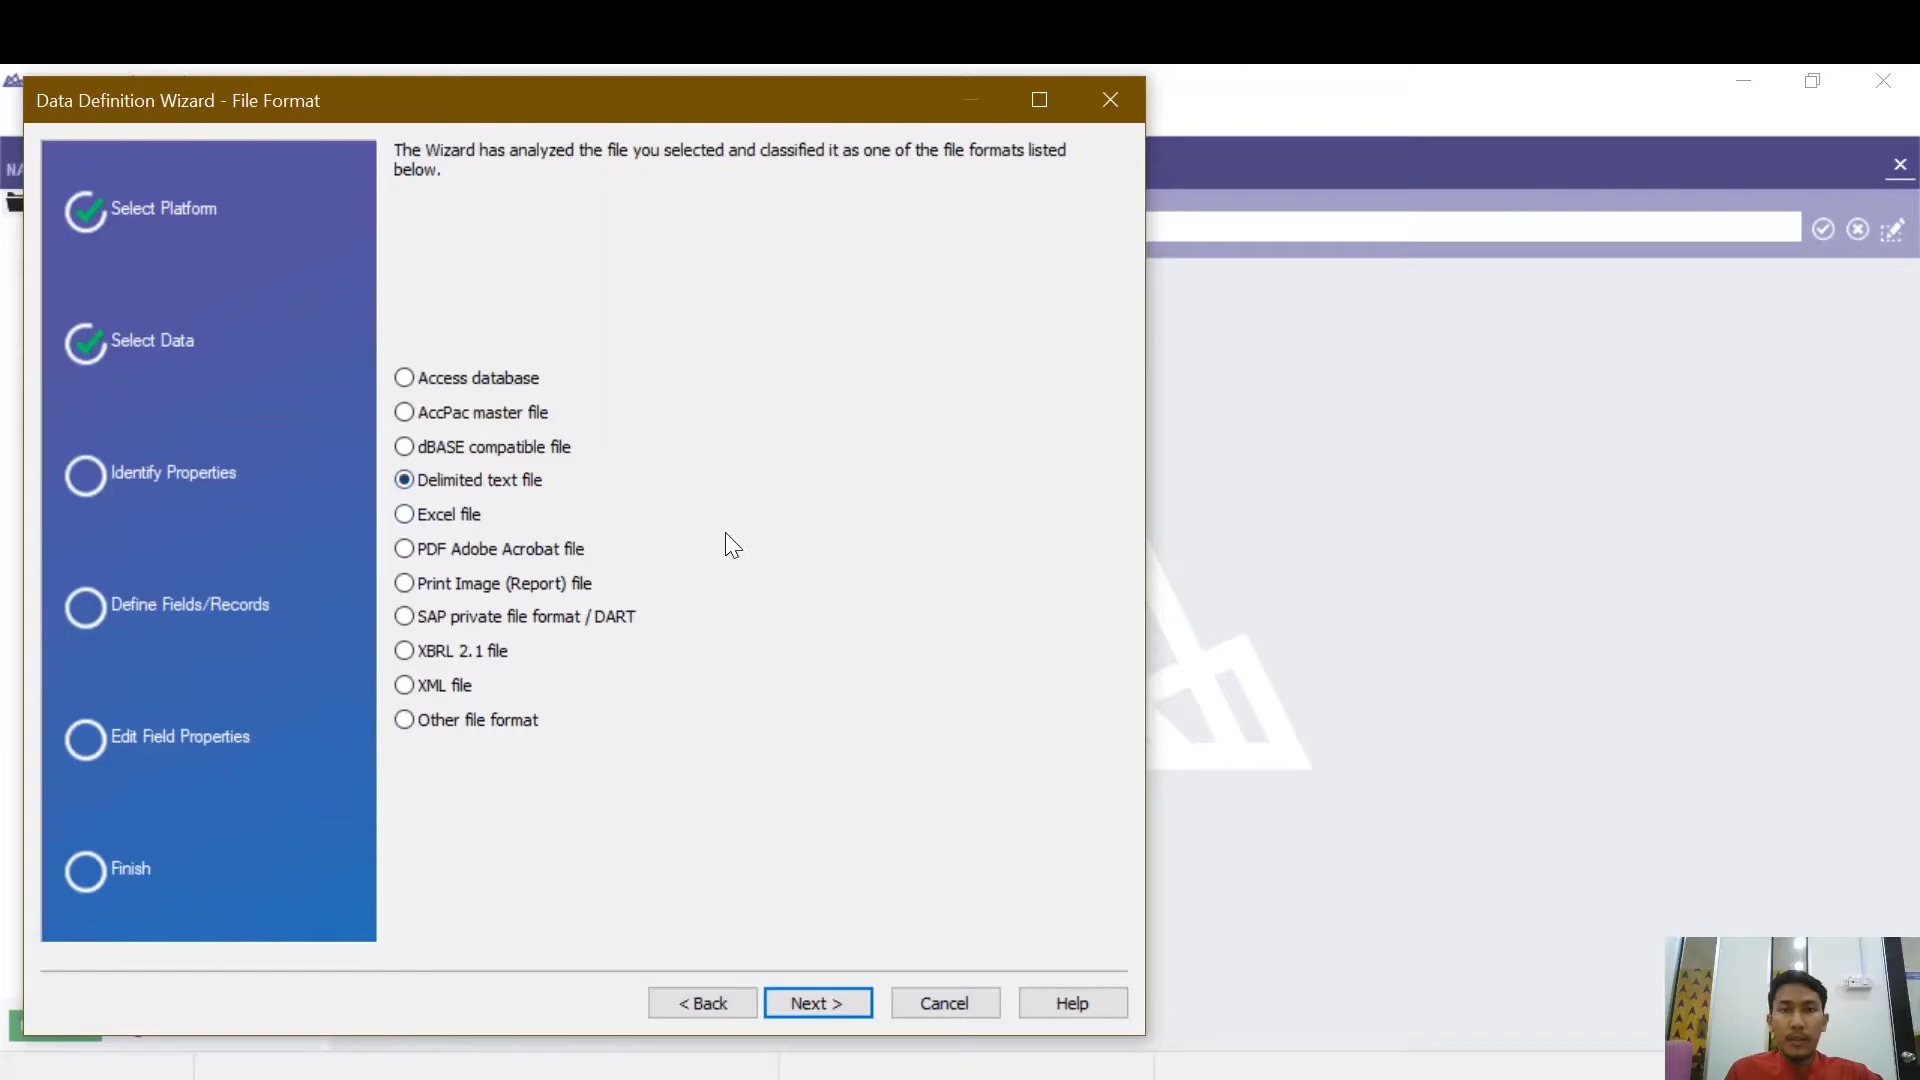 Data Definition Wizard - File Format
The Wizard has analyzed the file you selected and classified it as one of the file formats listed
below.
Select Platform
Select Data
Identify Properties
Define Fields/Records
Edit Field Properties
Finish
Access database
AccPac master file
dBASE compatible file
Delimited text file
Excel file
PDF Adobe Acrobat file
Print Image (Report) file
SAP private file format / DART
XBRL 2.1 file
XML file
Other file format
< Back
Next >
Cancel
Help